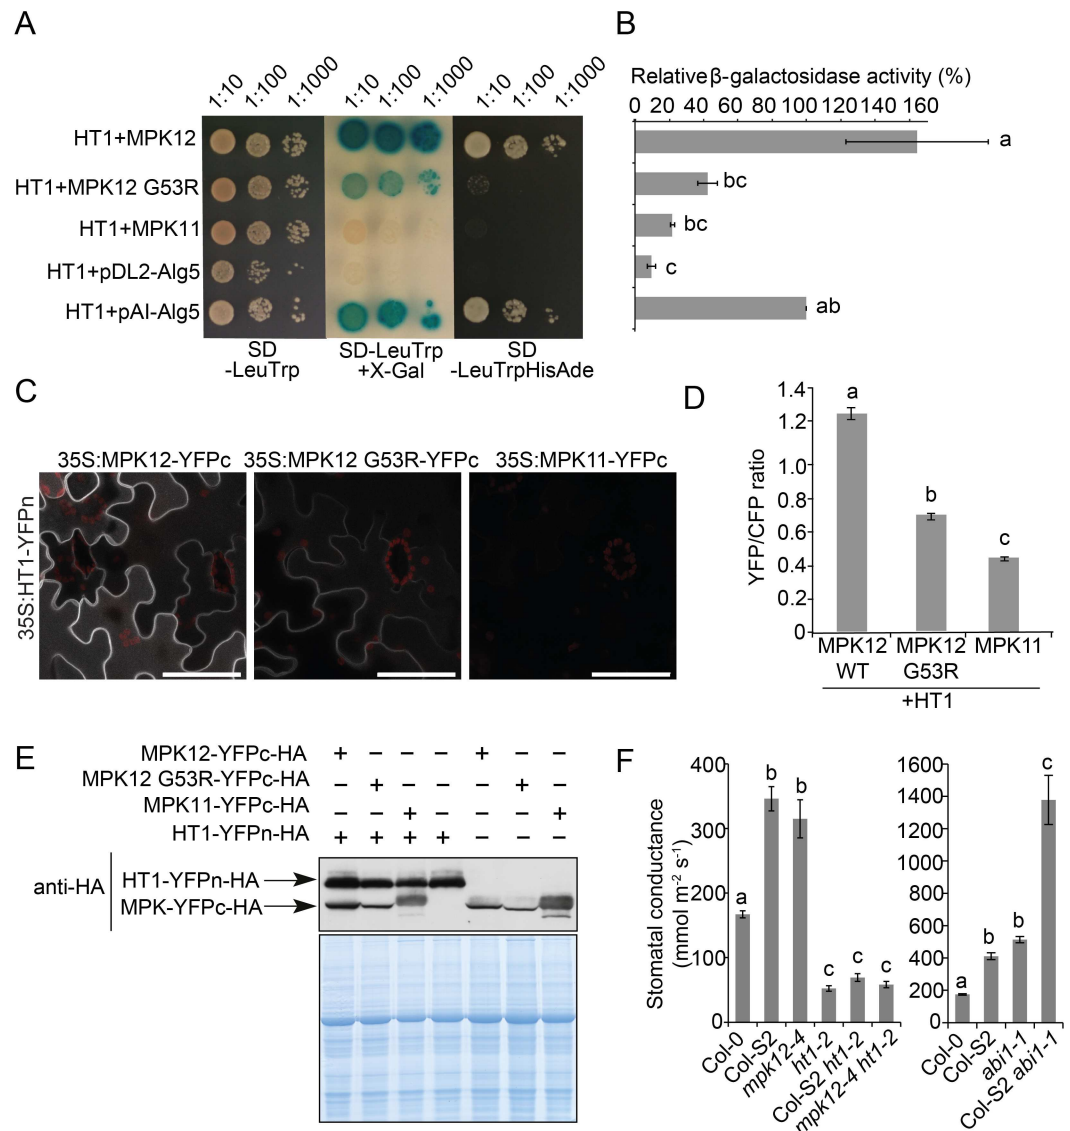 A
1:10 1:100 1:1000 1:10 1:100 1:1000 1:10 1:100 1:1000
HT1+MPK12
HT1+MPK12 G53R
HT1+MPK11
HT1+pDL2-Alg5
HT1+pAI-Alg5
SD
-LeuTrp
SD-LeuTrp
+X-Gal
SD
-LeuTrpHisAde
B
Relativeβ-galactosidase activity (%)
0 20 40 60 80 100 120 140 160
a
bc
bc
c
ab
C
35S:MPK12-YFPc 35S:MPK12 G53R-YFPc 35S:MPK11-YFPc
35S:HT1-YFPn
D
YFP/CFP ratio
1.4
1.2
1.0
0.8
0.6
0.4
0.2
0
a
b
c
MPK12 MPK12 MPK11
WT G53R
+HT1
E
MPK12-YFPc-HA + – – – + – –
MPK12 G53R-YFPc-HA – + – – – + –
MPK11-YFPc-HA – – + – – – +
HT1-YFPn-HA + + + + – – –
anti-HA
HT1-YFPn-HA
MPK-YFPc-HA
F
Stomatal conductance
(mmol m⁻² s⁻¹)
400
300
200
100
0
a
b
b
c
c
c
Col-0
Col-S2
mpk12-4
ht1-2
Col-S2 ht1-2
mpk12-4 ht1-2
1600
1400
1200
1000
800
600
400
200
0
a
b
b
c
Col-0
Col-S2
abi1-1
Col-S2 abi1-1